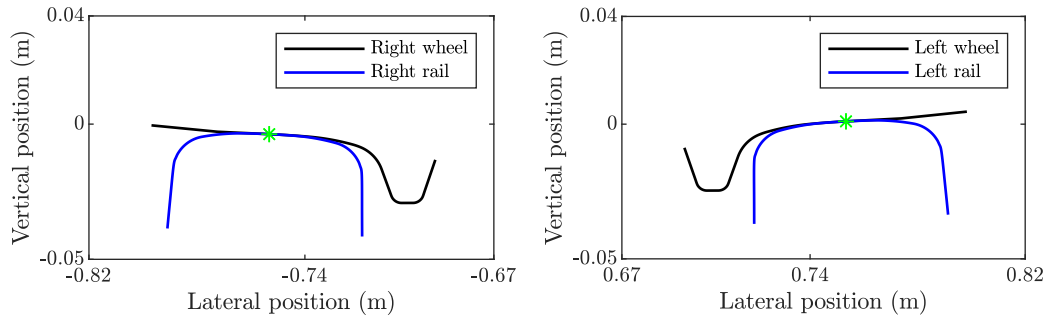 0.04
Right wheel
Right rail
0
-0.05
-0.82
-0.74
-0.67
Vertical position (m)
Lateral position (m)
0.04
Left wheel
Left rail
0
-0.05
0.67
0.74
0.82
Vertical position (m)
Lateral position (m)